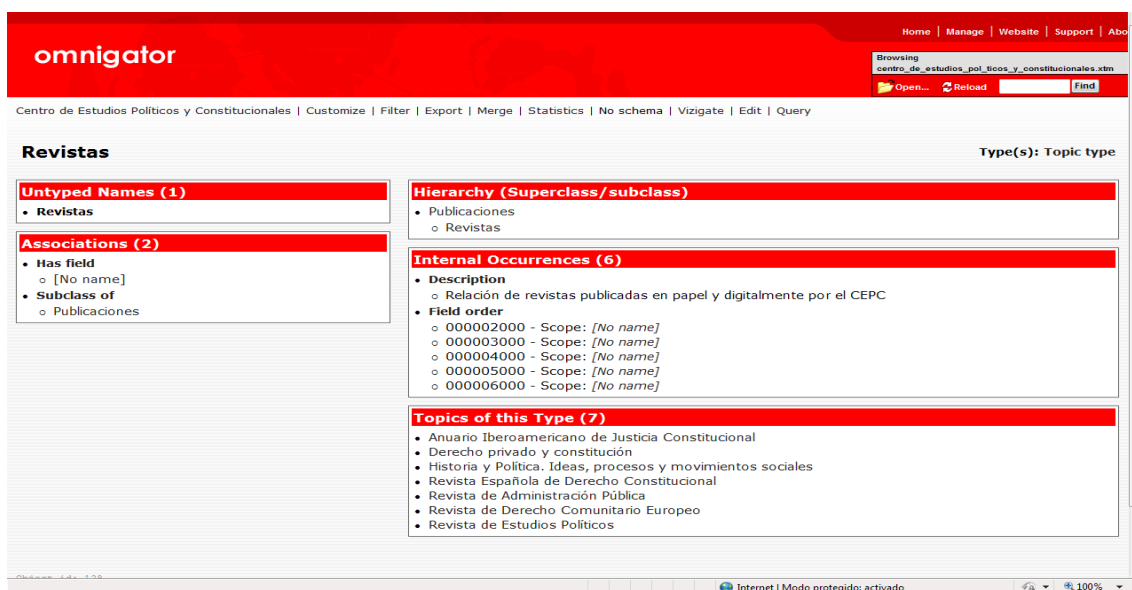 Home | Manage | Website | Support | Abo
omnigator
Browsing
centro_de_estudios_pol_ticos_y_constitucionales.xtm
Open... Reload Find
Centro de Estudios Políticos y Constitucionales | Customize | Filter | Export | Merge | Statistics | No schema | Vizigate | Edit | Query
Revistas
Type(s): Topic type
Untyped Names (1)
• Revistas
Associations (2)
• Has field
o [No name]
• Subclass of
o Publicaciones
Hierarchy (Superclass/subclass)
• Publicaciones
o Revistas
Internal Occurrences (6)
• Description
o Relación de revistas publicadas en papel y digitalmente por el CEPC
• Field order
o 000002000 - Scope: [No name]
o 000003000 - Scope: [No name]
o 000004000 - Scope: [No name]
o 000005000 - Scope: [No name]
o 000006000 - Scope: [No name]
Topics of this Type (7)
• Anuario Iberoamericano de Justicia Constitucional
• Derecho privado y constitución
• Historia y Política. Ideas, procesos y movimientos sociales
• Revista Española de Derecho Constitucional
• Revista de Administración Pública
• Revista de Derecho Comunitario Europeo
• Revista de Estudios Políticos
Internet | Modo protegido: activado 100%